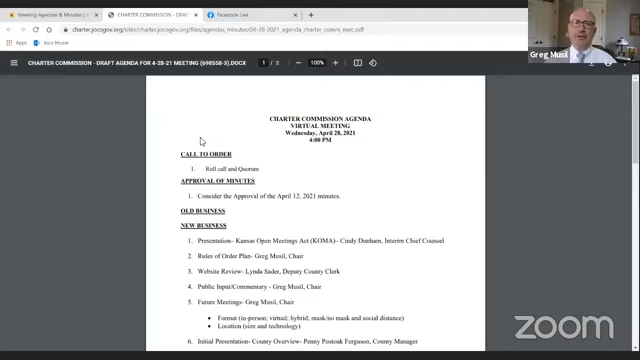 Meeting Agendas & Minutes | 
CHARTER COMMISSION - DRAFT
Facebook Live
charter.jocogov.org/sites/charter.jocogov.org/files/agendas_minutes/04-28-2021_agenda_charter_comm_exec.pdf
Apps
Joco Home
CHARTER COMMISSION - DRAFT AGENDA FOR 4-28-21 MEETING (698558-3).DOCX
1 / 2
100%
Greg Musil
CHARTER COMMISSION AGENDA
VIRTUAL MEETING
Wednesday, April 28, 2021
4:00 PM
CALL TO ORDER
1. Roll call and Quorum
APPROVAL OF MINUTES
1. Consider the Approval of the April 12, 2021 minutes.
OLD BUSINESS
NEW BUSINESS
1. Presentation– Kansas Open Meetings Act (KOMA)– Cindy Dunham, Interim Chief Counsel
2. Rules of Order Plan- Greg Musil, Chair
3. Website Review– Lynda Sader, Deputy County Clerk
4. Public Input/Commentary - Greg Musil, Chair
5. Future Meetings- Greg Musil, Chair
• Format (in-person; virtual; hybrid; mask/no mask and social distance)
• Location (size and technology)
6. Initial Presentation- County Overview- Penny Postoak Ferguson, County Manager
zoom